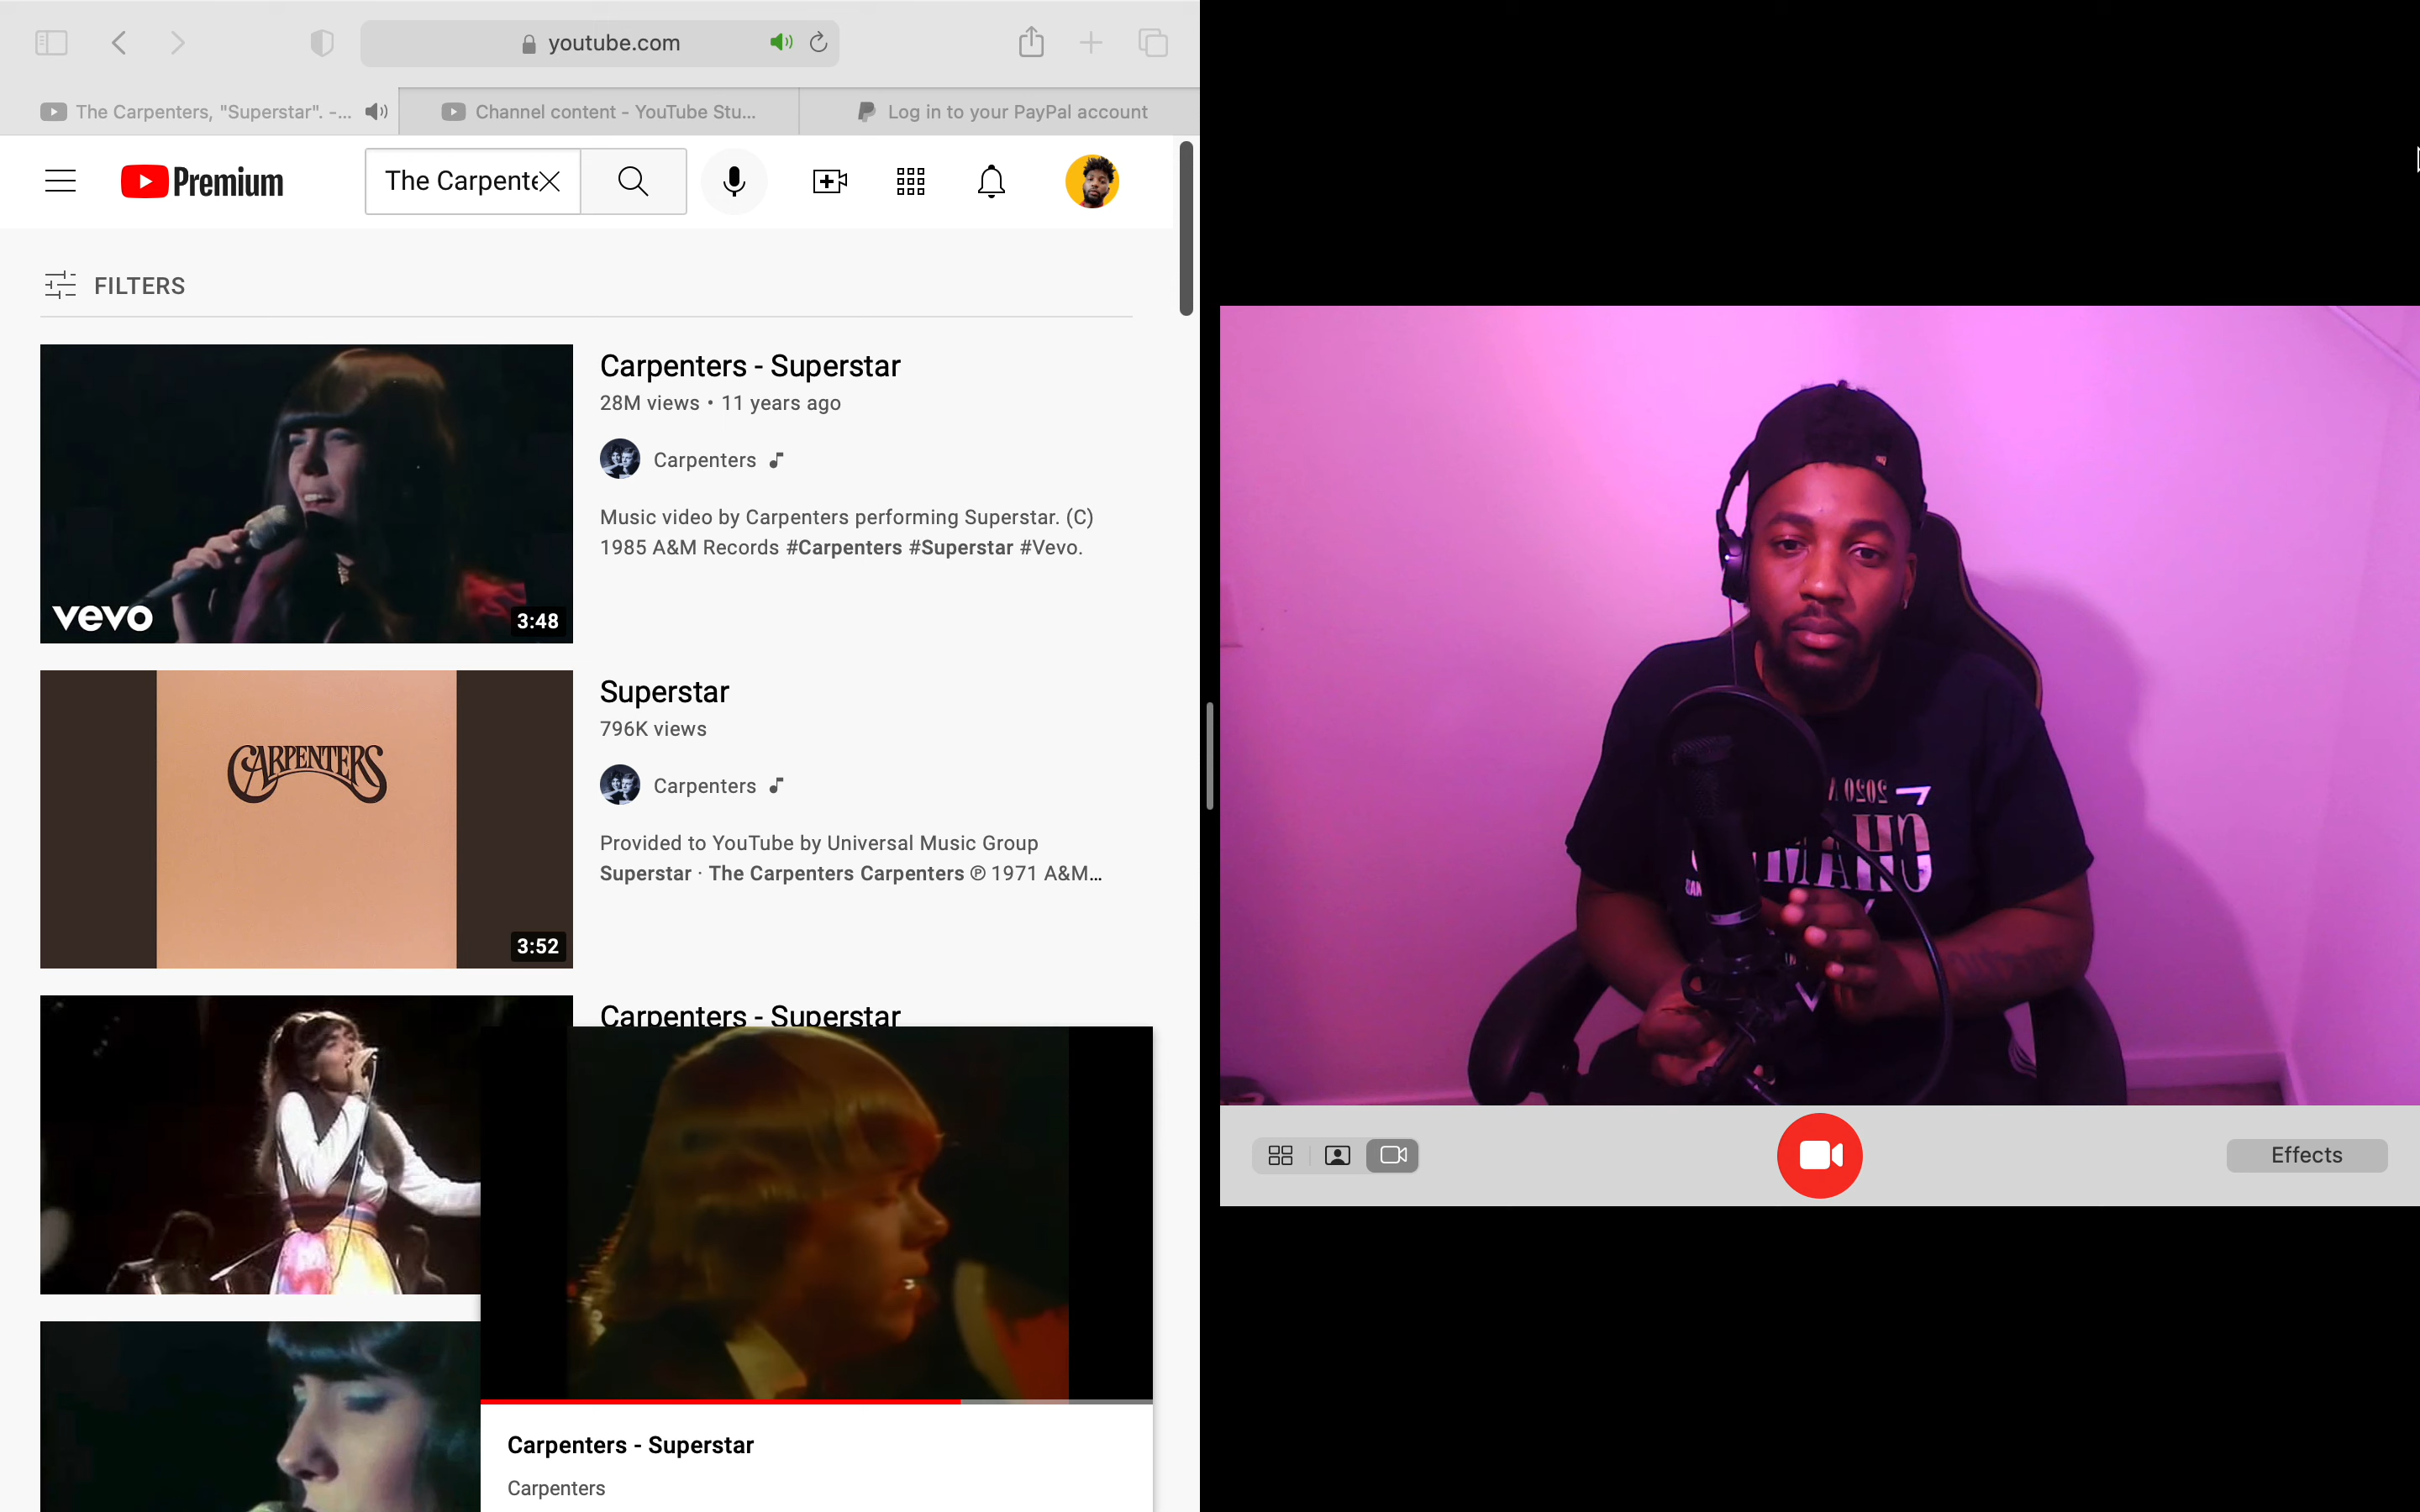 youtube.com
The Carpenters, "Superstar". -...
Channel content - YouTube Stu...
Log in to your PayPal account
Premium
The Carpente
FILTERS
vevo
3:48
Carpenters - Superstar
28M views • 11 years ago
Carpenters
Music video by Carpenters performing Superstar. (C)
1985 A&M Records #Carpenters #Superstar #Vevo.
CARPENTERS
3:52
Superstar
796K views
Carpenters
Provided to YouTube by Universal Music Group
Superstar · The Carpenters Carpenters ℗ 1971 A&M...
Carpenters - Superstar
Carpenters - Superstar
Carpenters
2020
Effects